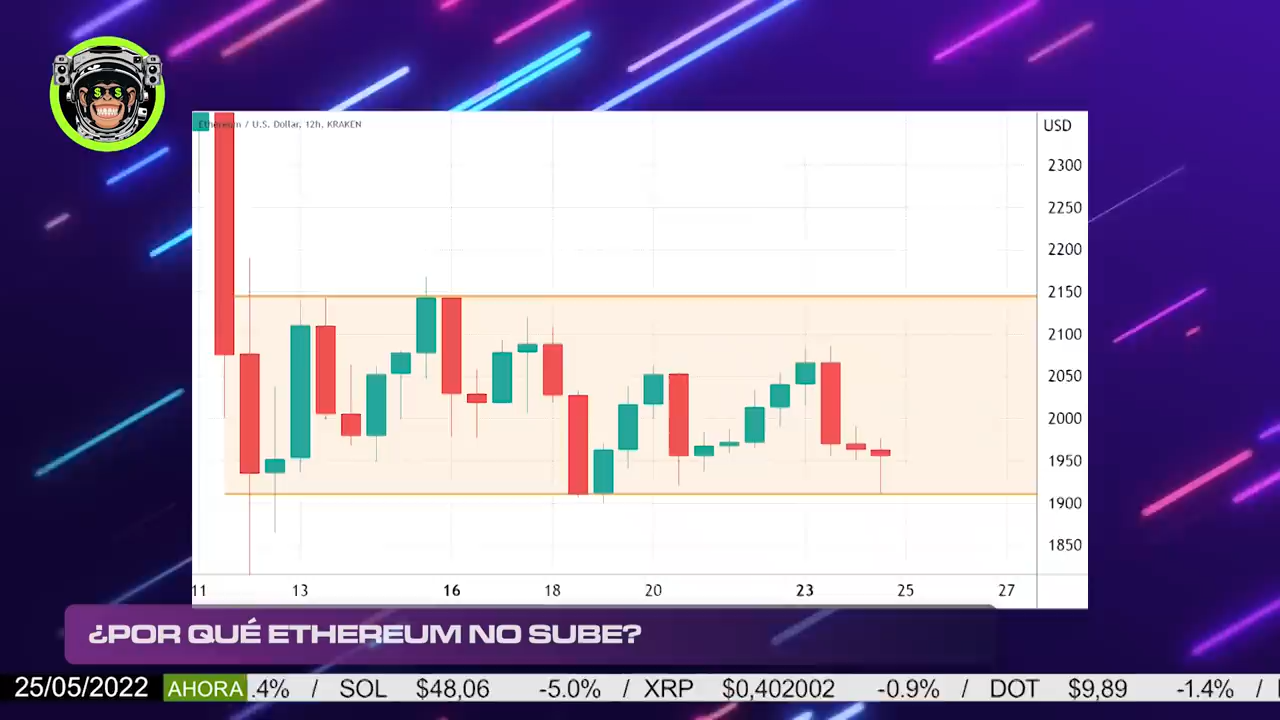 $ $
Ethereum / U.S. Dollar, 12h, KRAKEN
USD
2300
2250
2200
2150
2100
2050
2000
1950
1900
1850
11 13 16 18 20 23 25 27
¿POR QUÉ ETHEREUM NO SUBE?
25/05/2022 AHORA .4% / SOL $48,06 -5.0% / XRP $0,402002 -0.9% / DOT $9,89 -1.4% /